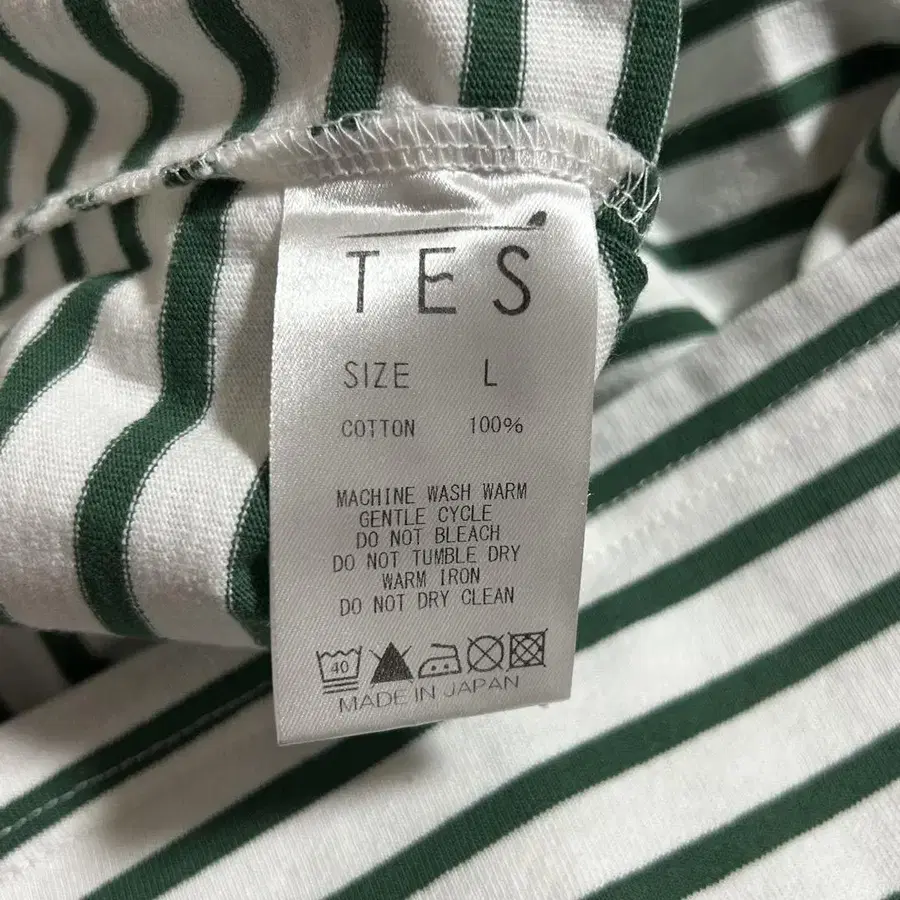 TES
SIZE L
COTTON 100%
MACHINE WASH WARM
GENTLE CYCLE
DO NOT BLEACH
DO NOT TUMBLE DRY
WARM IRON
DO NOT DRY CLEAN
40
MADE IN JAPAN